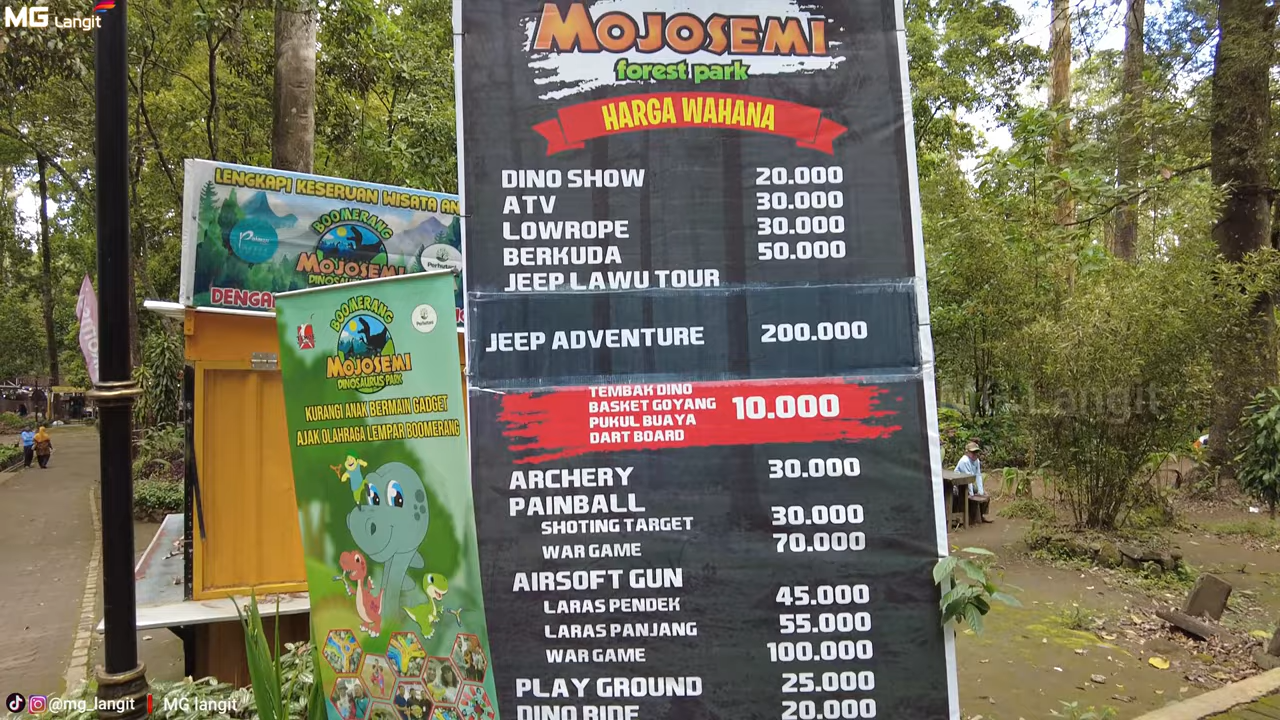 MG Langit
MOJOSEMI
forest park
HARGA WAHANA
DINO SHOW 20.000
ATV 30.000
LOWROPE 30.000
BERKUDA 50.000
JEEP LAWU TOUR
JEEP ADVENTURE 200.000
TEMBAK DINO
BASKET GOYANG
PUKUL BUAYA
DART BOARD
10.000
ARCHERY 30.000
PAINBALL
SHOTING TARGET 30.000
WAR GAME 70.000
AIRSOFT GUN
LARAS PENDEK 45.000
LARAS PANJANG 55.000
WAR GAME 100.000
PLAY GROUND 25.000
DINO RIDE 20.000
LENGKAPI KESERUAN WISATA AN
BOOMERANG
MOJOSEMI
Perhutani
DENGA
BOOMERANG
MOJOSEMI
DINOSAURUS PARK
Perhutani
KURANGI ANAK BERMAIN GADGET
AJAK OLAHRAGA LEMPAR BOOMERANG
@mg_langit | MG langit